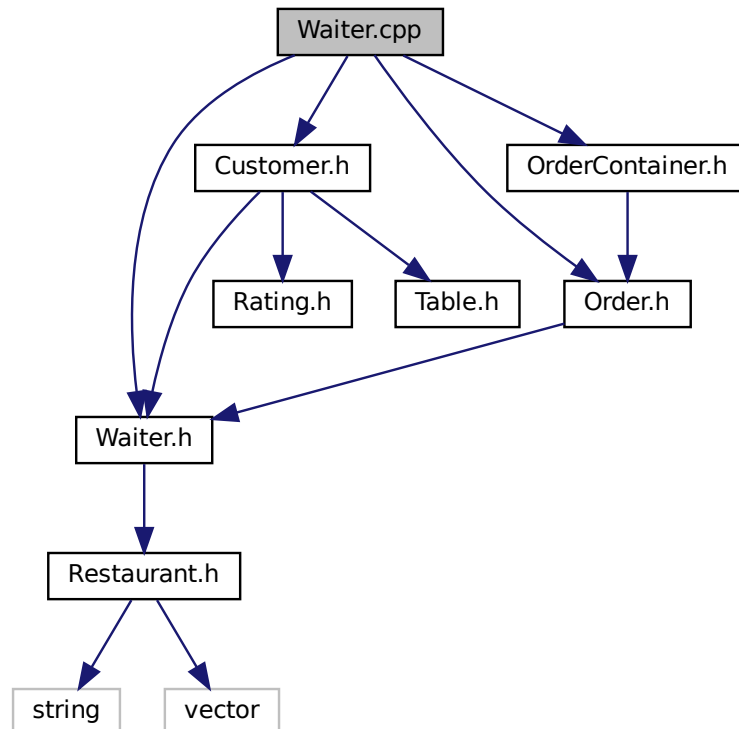 Waiter.cpp
Customer.h
OrderContainer.h
Rating.h
Table.h
Order.h
Waiter.h
Restaurant.h
string
vector